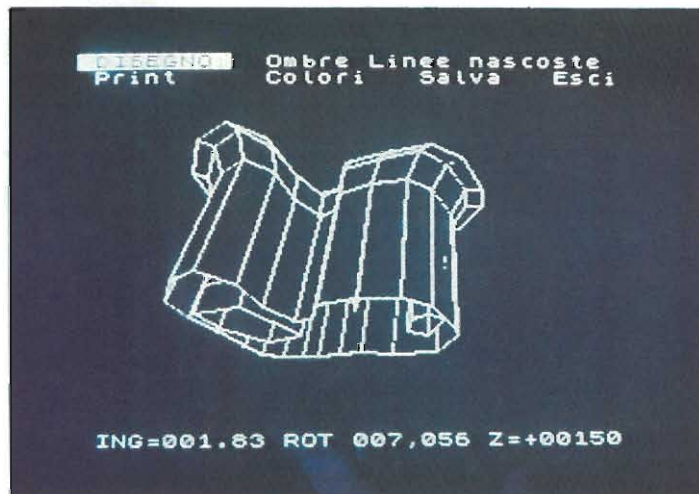 DISEGNO Ombre Linee nascoste
Print Colori Salva Esci
ING=001.83 ROT 007,056 Z=+00150